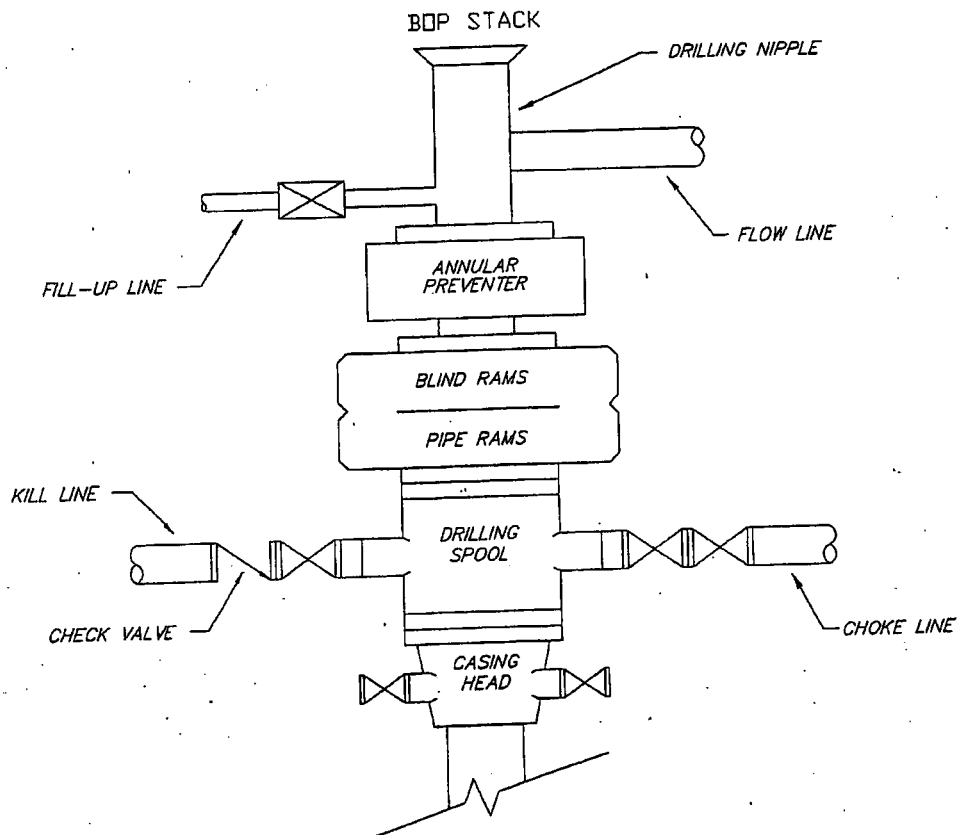 BOP STACK
DRILLING NIPPLE
FLOW LINE
FILL-UP LINE
ANNULAR
PREVENTER
BLIND RAMS
PIPE RAMS
KILL LINE
DRILLING
SPOOL
CHECK VALVE
CHOKE LINE
CASING
HEAD